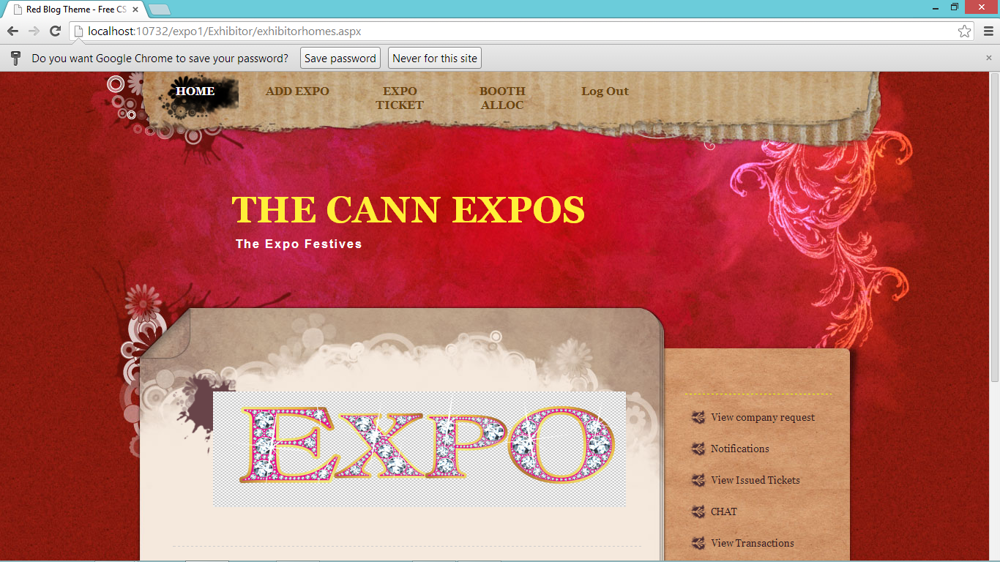 Red Blog Theme - Free CS
localhost:10732/expo1/Exhibitor/exhibitorhomes.aspx
Do you want Google Chrome to save your password? Save password Never for this site
HOME ADD EXPO EXPO TICKET BOOTH ALLOC Log Out
THE CANN EXPOS
The Expo Festives
EXPO
View company request
Notifications
View Issued Tickets
CHAT
View Transactions